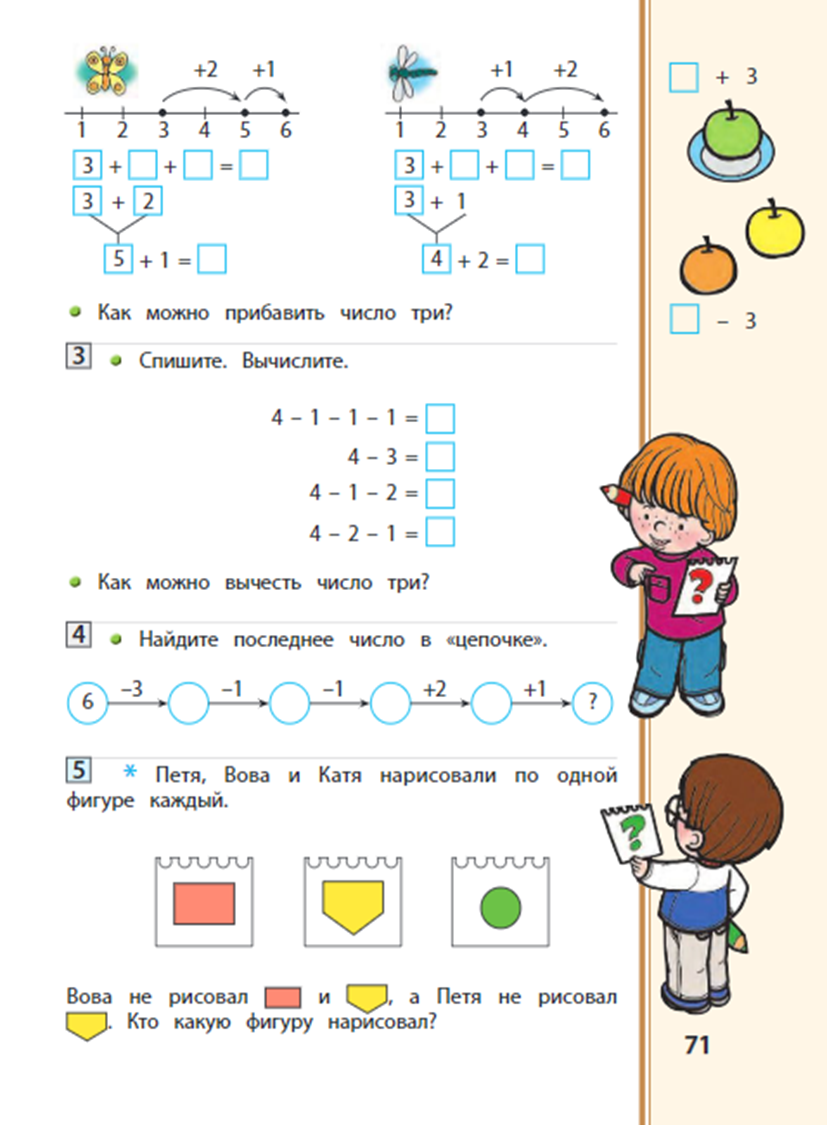 +2 +1
1 2 3 4 5 6
3 + □ + □ = □
3 + 2
5 + 1 = □
+1 +2
1 2 3 4 5 6
3 + □ + □ = □
3 + 1
4 + 2 = □
• Как можно прибавить число три?
3 • Спишите. Вычислите.
4 – 1 – 1 – 1 = □
4 – 3 = □
4 – 1 – 2 = □
4 – 2 – 1 = □
• Как можно вычесть число три?
4 • Найдите последнее число в «цепочке».
6 –3 –1 –1 +2 +1 ?
5 * Петя, Вова и Катя нарисовали по одной
фигуре каждый.
Вова не рисовал и , а Петя не рисовал
. Кто какую фигуру нарисовал?
□ + 3
□ – 3
?
?
71